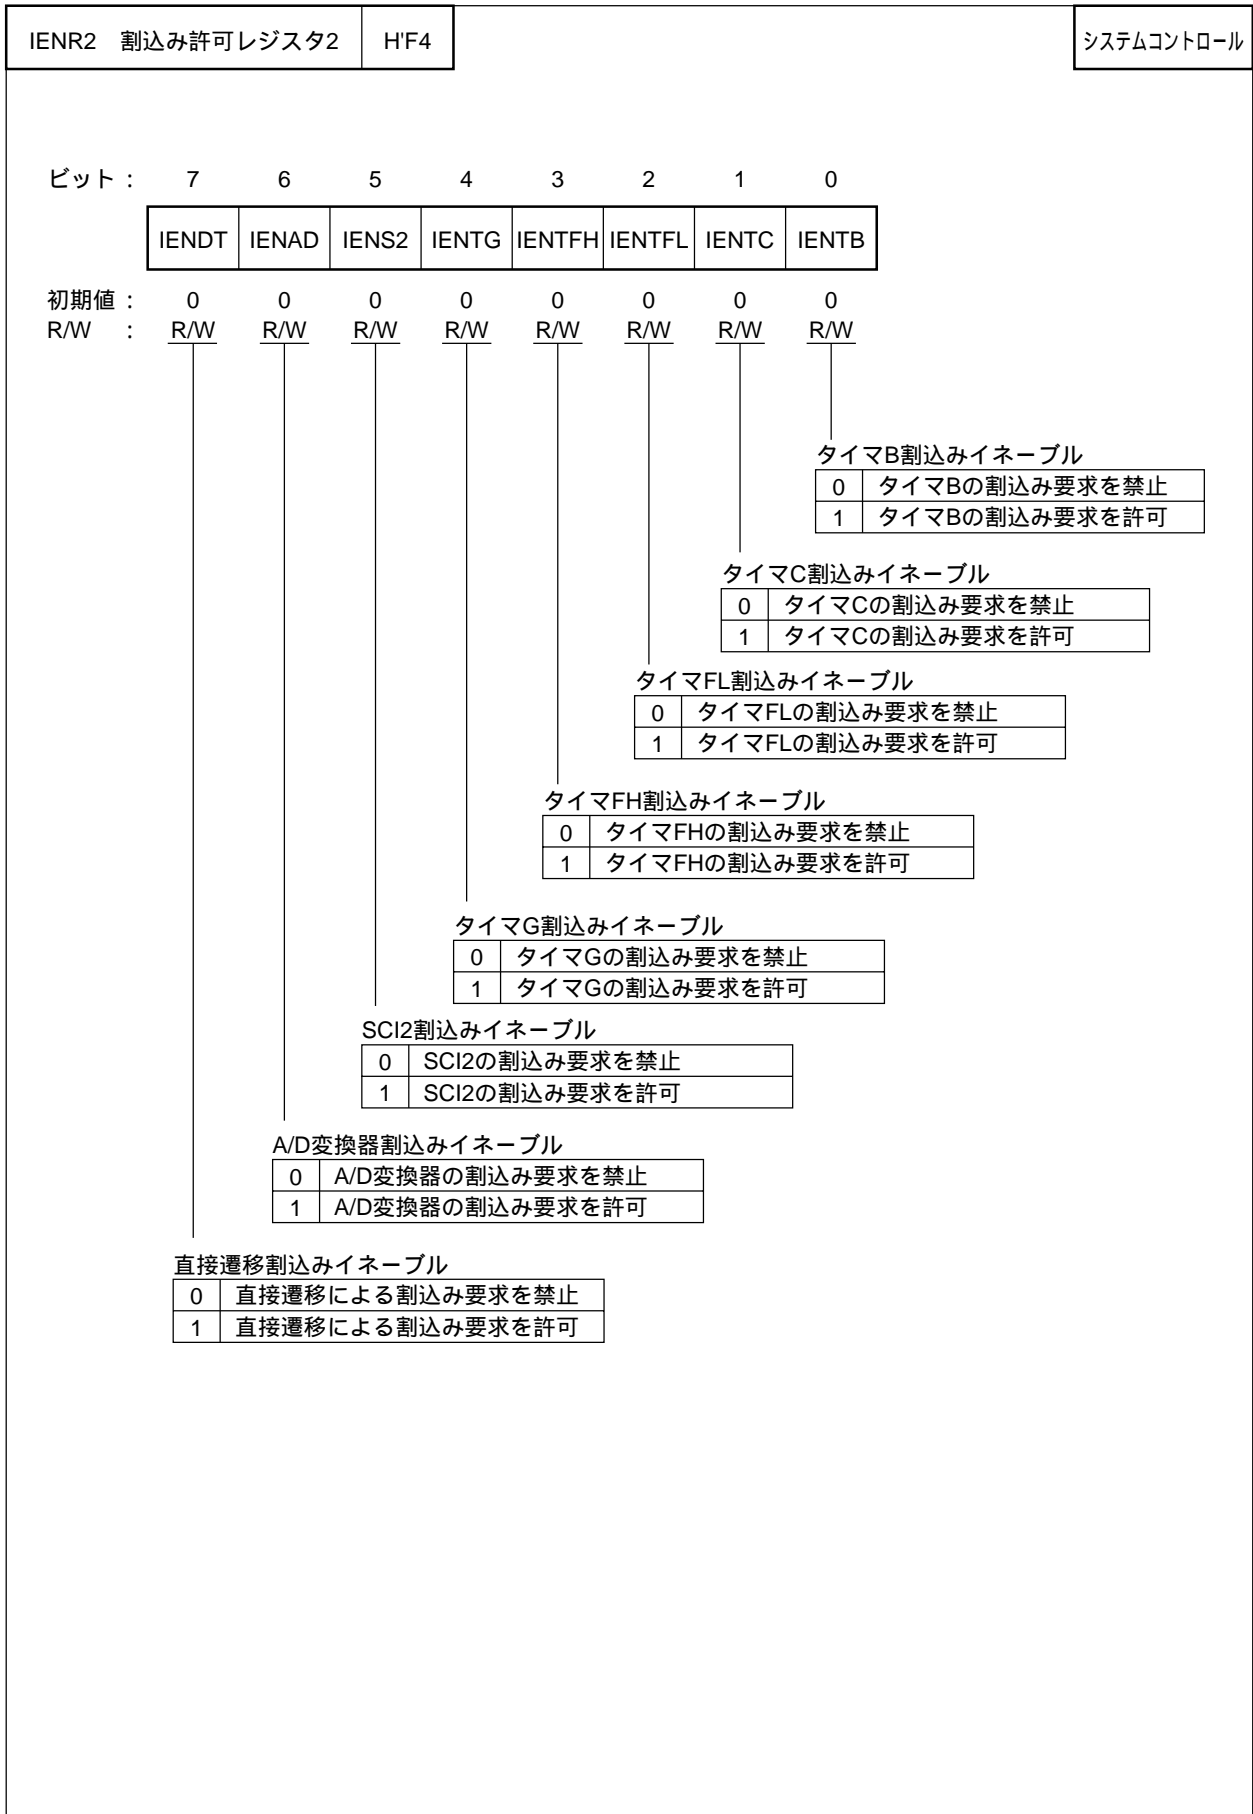 IENR2 割込み許可レジスタ2 H'F4 システムコントロール
ビット： 7 6 5 4 3 2 1 0
IENDT IENAD IENS2 IENTG IENTFH IENTFL IENTC IENTB
初期値： 0 0 0 0 0 0 0 0
R/W ： R/W R/W R/W R/W R/W R/W R/W R/W
タイマB割込みイネーブル
0 タイマBの割込み要求を禁止
1 タイマBの割込み要求を許可
タイマC割込みイネーブル
0 タイマCの割込み要求を禁止
1 タイマCの割込み要求を許可
タイマFL割込みイネーブル
0 タイマFLの割込み要求を禁止
1 タイマFLの割込み要求を許可
タイマFH割込みイネーブル
0 タイマFHの割込み要求を禁止
1 タイマFHの割込み要求を許可
タイマG割込みイネーブル
0 タイマGの割込み要求を禁止
1 タイマGの割込み要求を許可
SCI2割込みイネーブル
0 SCI2の割込み要求を禁止
1 SCI2の割込み要求を許可
A/D変換器割込みイネーブル
0 A/D変換器の割込み要求を禁止
1 A/D変換器の割込み要求を許可
直接遷移割込みイネーブル
0 直接遷移による割込み要求を禁止
1 直接遷移による割込み要求を許可